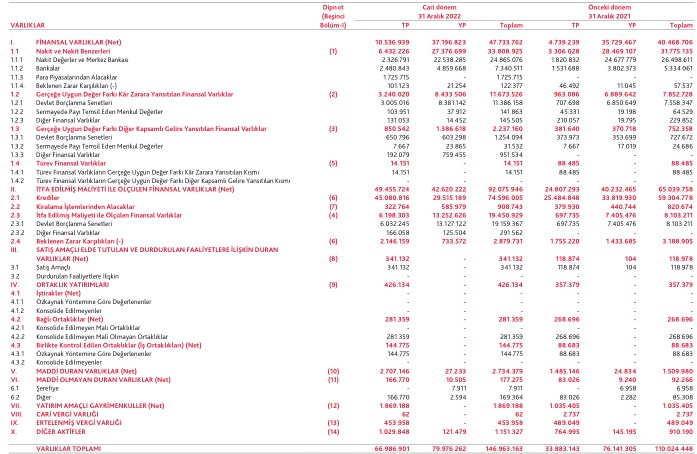 Dipnot Cari dönem Önceki dönem
(Beşinci 31 Aralık 2022 31 Aralık 2021
VARLIKLAR Bölüm-I) TP YP Toplam TP YP Toplam
I. FİNANSAL VARLIKLAR (Net) 10.536.939 37.196.823 47.733.762 4.739.239 35.729.467 40.468.706
1.1 Nakit ve Nakit Benzerleri (1) 6.432.226 27.376.699 33.808.925 3.306.028 28.469.107 31.775.135
1.1.1 Nakit Değerler ve Merkez Bankası 2.326.791 22.538.285 24.865.076 1.820.832 24.677.779 26.498.611
1.1.2 Bankalar 2.480.843 4.859.668 7.340.511 1.531.688 3.802.373 5.334.061
1.1.3 Para Piyasalarından Alacaklar 1.725.715 - 1.725.715 - - -
1.1.4. Beklenen Zarar Karşılıkları (-) 101.123 21.254 122.377 46.492 11.045 57.537
1.2 Gerçeğe Uygun Değer Farkı Kâr Zarara Yansıtılan Finansal Varlıklar (2) 3.240.020 8.433.506 11.673.526 963.086 6.889.642 7.852.728
1.2.1 Devlet Borçlanma Senetleri 3.005.016 8.381.142 11.386.158 707.698 6.850.649 7.558.347
1.2.2 Sermayede Payı Temsil Eden Menkul Değerler 103.951 37.912 141.863 45.331 19.198 64.529
1.2.3 Diğer Finansal Varlıklar 131.053 14.452 145.505 210.057 19.795 229.852
1.3 Gerçeğe Uygun Değer Farkı Diğer Kapsamlı Gelire Yansıtılan Finansal Varlıklar (3) 850.542 1.386.618 2.237.160 381.640 370.718 752.358
1.3.1 Devlet Borçlanma Senetleri 650.796 603.298 1.254.094 373.973 353.699 727.672
1.3.2 Sermayede Payı Temsil Eden Menkul Değerler 7.667 23.865 31.532 7.667 17.019 24.686
1.3.3 Diğer Finansal Varlıklar 192.079 759.455 951.534 - - -
1.4 Türev Finansal Varlıklar (5) 14.151 - 14.151 88.485 - 88.485
1.4.1 Türev Finansal Varlıkların Gerçeğe Uygun Değer Farkı Kâr Zarara Yansıtılan Kısmı 14.151 - 14.151 88.485 - 88.485
1.4.2 Türev Finansal Varlıkların Gerçeğe Uygun Değer Farkı Diğer Kapsamlı Gelire Yansıtılan Kısmı - - - - - -
II. İTFA EDİLMİŞ MALİYETİ İLE ÖLÇÜLEN FİNANSAL VARLIKLAR (Net) 49.455.724 42.620.222 92.075.946 24.807.293 40.232.465 65.039.758
2.1 Krediler (6) 45.080.816 29.515.189 74.596.005 25.484.848 33.819.930 59.304.778
2.2 Kiralama İşlemlerinden Alacaklar (7) 322.764 585.979 908.743 379.930 440.744 820.674
2.3 İtfa Edilmiş Maliyeti ile Ölçülen Finansal Varlıklar (4) 6.198.303 13.252.626 19.450.929 697.735 7.405.476 8.103.211
2.3.1 Devlet Borçlanma Senetleri 6.032.245 13.127.122 19.159.367 697.735 7.405.476 8.103.211
2.3.2 Diğer Finansal Varlıklar 166.058 125.504 291.562 - - -
2.4 Beklenen Zarar Karşılıkları (-) (6) 2.146.159 733.572 2.879.731 1.755.220 1.433.685 3.188.905
III. SATIŞ AMAÇLI ELDE TUTULAN VE DURDURULAN FAALİYETLERE İLİŞKİN DURAN
VARLIKLAR (Net) (8) 341.132 - 341.132 118.874 104 118.978
3.1 Satış Amaçlı 341.132 - 341.132 118.874 104 118.978
3.2 Durdurulan Faaliyetlere İlişkin - - - - - -
IV. ORTAKLIK YATIRIMLARI (9) 426.134 - 426.134 357.379 - 357.379
4.1 İştirakler (Net) - - - - - -
4.1.1 Özkaynak Yöntemine Göre Değerlenenler - - - - - -
4.1.2 Konsolide Edilmeyenler - - - - - -
4.2 Bağlı Ortaklıklar (Net) 281.359 - 281.359 268.696 - 268.696
4.2.1 Konsolide Edilmeyen Mali Ortaklıklar - - - - - -
4.2.2 Konsolide Edilmeyen Mali Olmayan Ortaklıklar 281.359 - 281.359 268.696 - 268.696
4.3 Birlikte Kontrol Edilen Ortaklıklar (İş Ortaklıkları) (Net) 144.775 - 144.775 88.683 - 88.683
4.3.1 Özkaynak Yöntemine Göre Değerlenenler 144.775 - 144.775 88.683 - 88.683
4.3.2 Konsolide Edilmeyenler - - - - - -
V. MADDİ DURAN VARLIKLAR (Net) (10) 2.707.146 27.233 2.734.379 1.485.146 24.834 1.509.980
VI. MADDİ OLMAYAN DURAN VARLIKLAR (Net) (11) 166.770 10.505 177.275 83.026 9.240 92.266
6.1 Şerefiye - 7.911 7.911 - 6.958 6.958
6.2 Diğer 166.770 2.594 169.364 83.026 2.282 85.308
VII. YATIRIM AMAÇLI GAYRİMENKULLER (Net) (12) 1.869.188 - 1.869.188 1.035.405 - 1.035.405
VIII. CARİ VERGİ VARLIĞI 62 - 62 2.737 - 2.737
IX. ERTELENMİŞ VERGİ VARLIĞI (13) 453.958 - 453.958 489.049 - 489.049
X. DİĞER AKTİFLER (14) 1.029.848 121.479 1.151.327 764.995 145.195 910.190
VARLIKLAR TOPLAMI 66.986.901 79.976.262 146.963.163 33.883.143 76.141.305 110.024.448